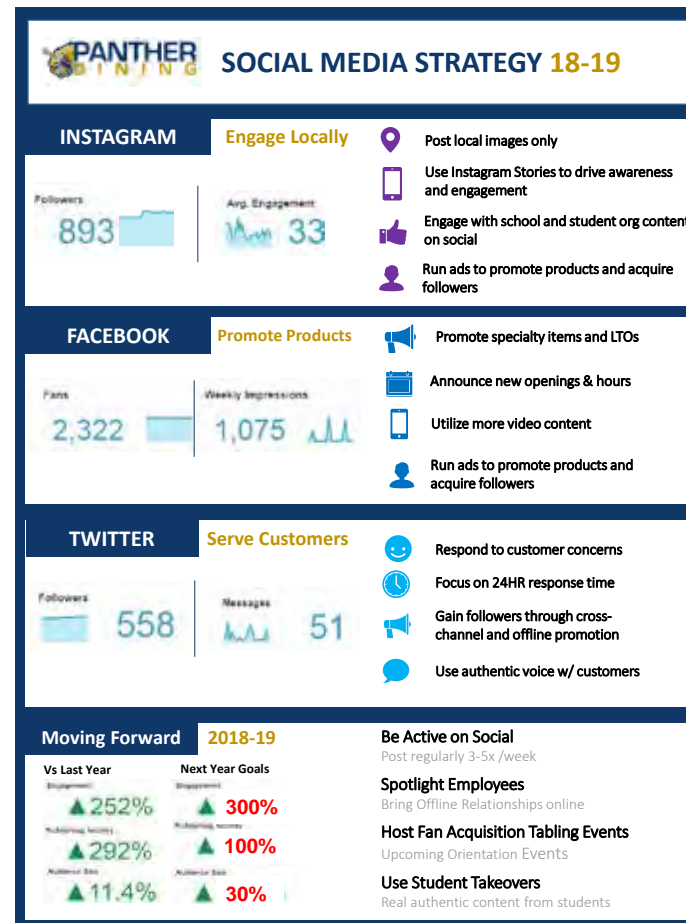 PANTHER
DINING
SOCIAL MEDIA STRATEGY 18-19
INSTAGRAM
Engage Locally
Followers
893
Avg. Engagement
33
Post local images only
Use Instagram Stories to drive awareness
and engagement
Engage with school and student org content
on social
Run ads to promote products and acquire
followers
FACEBOOK
Promote Products
Fans
2,322
Weekly Impressions
1,075
Promote specialty items and LTOs
Announce new openings & hours
Utilize more video content
Run ads to promote products and
acquire followers
TWITTER
Serve Customers
Followers
558
Messages
51
Respond to customer concerns
Focus on 24HR response time
Gain followers through cross-
channel and offline promotion
Use authentic voice w/ customers
Moving Forward
2018-19
Vs Last Year
Next Year Goals
Engagement
252%
Engagement
300%
Publishing Activity
292%
Publishing Activity
100%
Audience Size
11.4%
Audience Size
30%
Be Active on Social
Post regularly 3-5x /week
Spotlight Employees
Bring Offline Relationships online
Host Fan Acquisition Tabling Events
Upcoming Orientation Events
Use Student Takeovers
Real authentic content from students